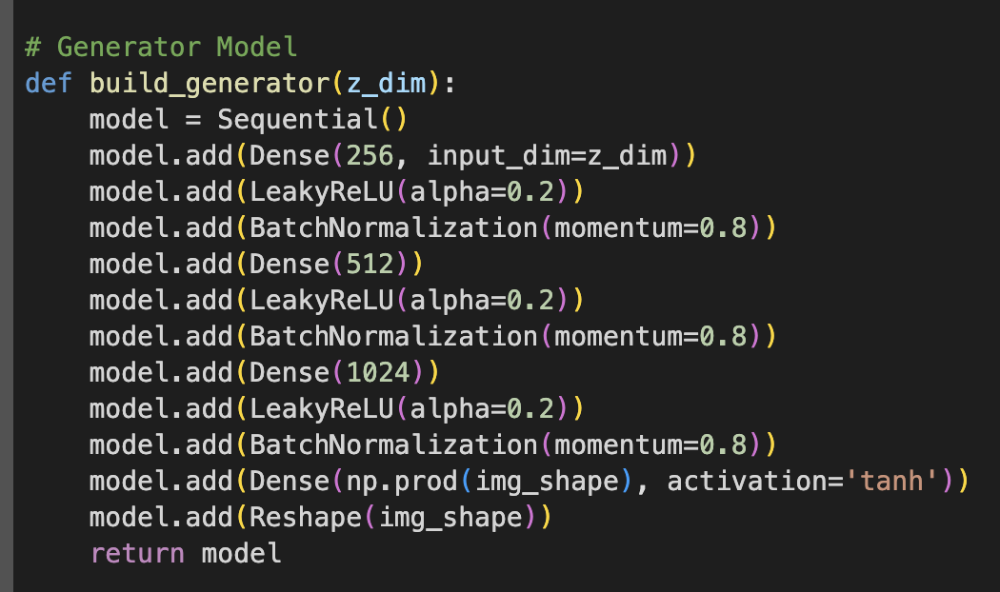 # Generator Model
def build_generator(z_dim):
    model = Sequential()
    model.add(Dense(256, input_dim=z_dim))
    model.add(LeakyReLU(alpha=0.2))
    model.add(BatchNormalization(momentum=0.8))
    model.add(Dense(512))
    model.add(LeakyReLU(alpha=0.2))
    model.add(BatchNormalization(momentum=0.8))
    model.add(Dense(1024))
    model.add(LeakyReLU(alpha=0.2))
    model.add(BatchNormalization(momentum=0.8))
    model.add(Dense(np.prod(img_shape), activation='tanh'))
    model.add(Reshape(img_shape))
    return model